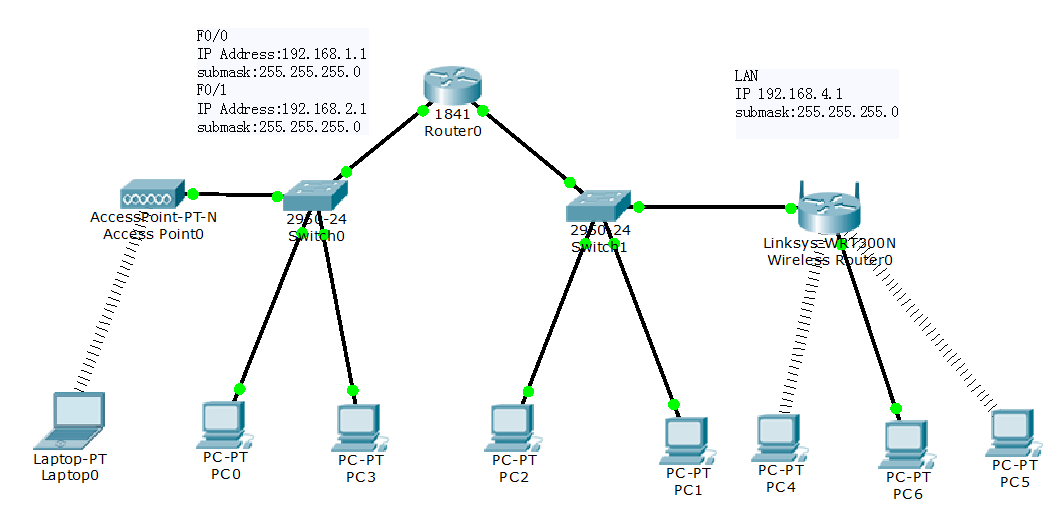 F0/0
IP Address:192.168.1.1
submask:255.255.255.0
F0/1
IP Address:192.168.2.1
submask:255.255.255.0
LAN
IP 192.168.4.1
submask:255.255.255.0
1841
Router0
AccessPoint-PT-N
Access Point0
2950-24
Switch0
2950-24
Switch1
Linksys-WRT300N
Wireless Router0
Laptop-PT
Laptop0
PC-PT
PC0
PC-PT
PC3
PC-PT
PC2
PC-PT
PC1
PC-PT
PC4
PC-PT
PC6
PC-PT
PC5